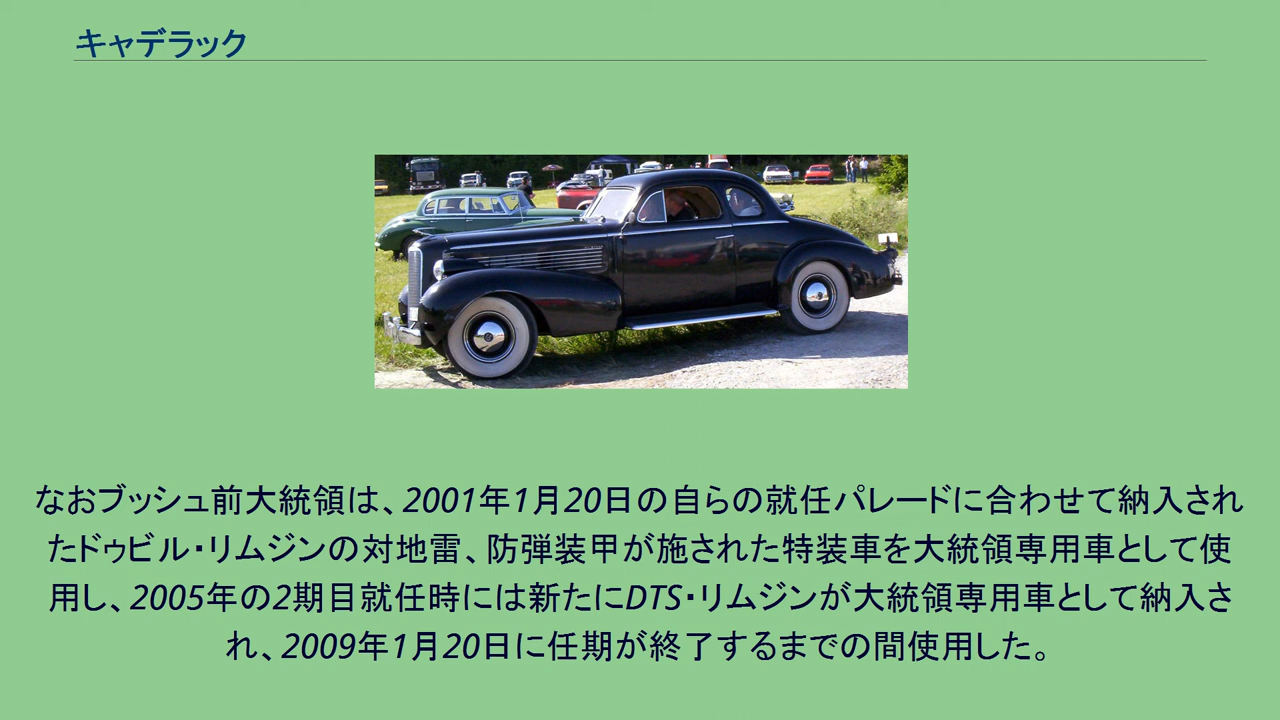 キャデラック
なおブッシュ前大統領は、2001年1月20日の自らの就任パレードに合わせて納入され
たドゥビル・リムジンの対地雷、防弾装甲が施された特装車を大統領専用車として使
用し、2005年の2期目就任時には新たにDTS・リムジンが大統領専用車として納入さ
れ、2009年1月20日に任期が終了するまでの間使用した。